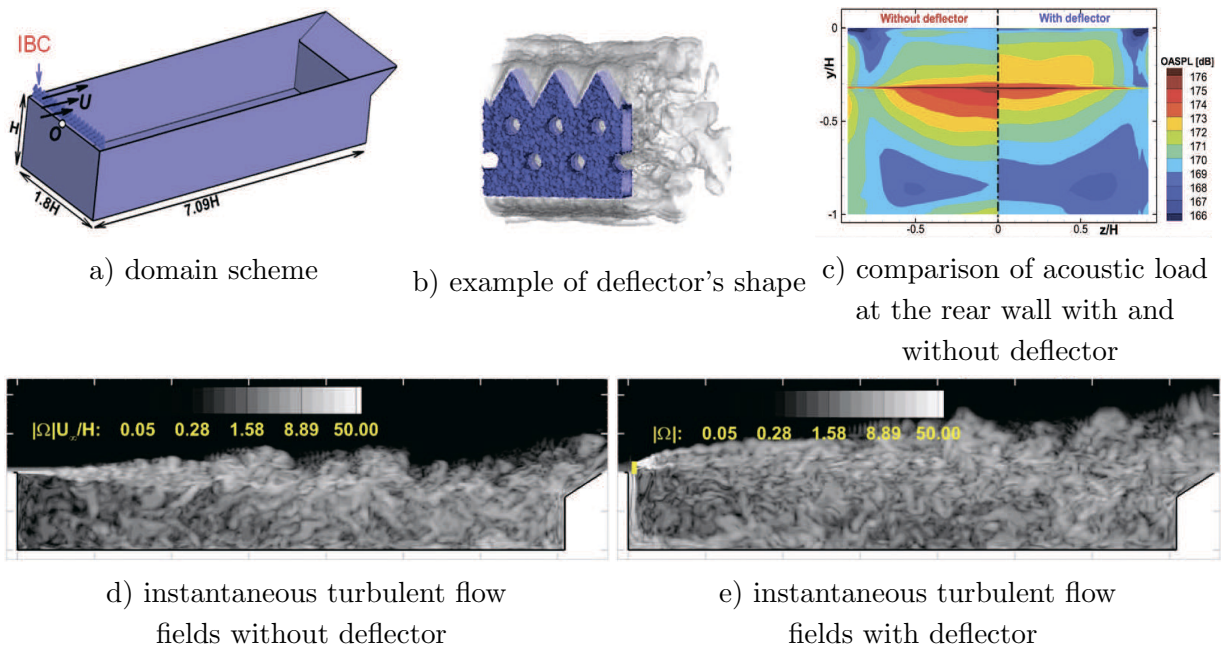 IBC
U
O
H
1.8H
7.09H
a) domain scheme
b) example of deflector's shape
Without deflector
With deflector
0
y/H
-0.5
-1
-0.5
0
0.5
z/H
OASPL [dB]
176
175
174
173
172
171
170
169
168
167
166
c) comparison of acoustic load
at the rear wall with and
without deflector
|Ω|U∞/H: 0.05 0.28 1.58 8.89 50.00
|Ω|: 0.05 0.28 1.58 8.89 50.00
d) instantaneous turbulent flow
fields without deflector
e) instantaneous turbulent flow
fields with deflector